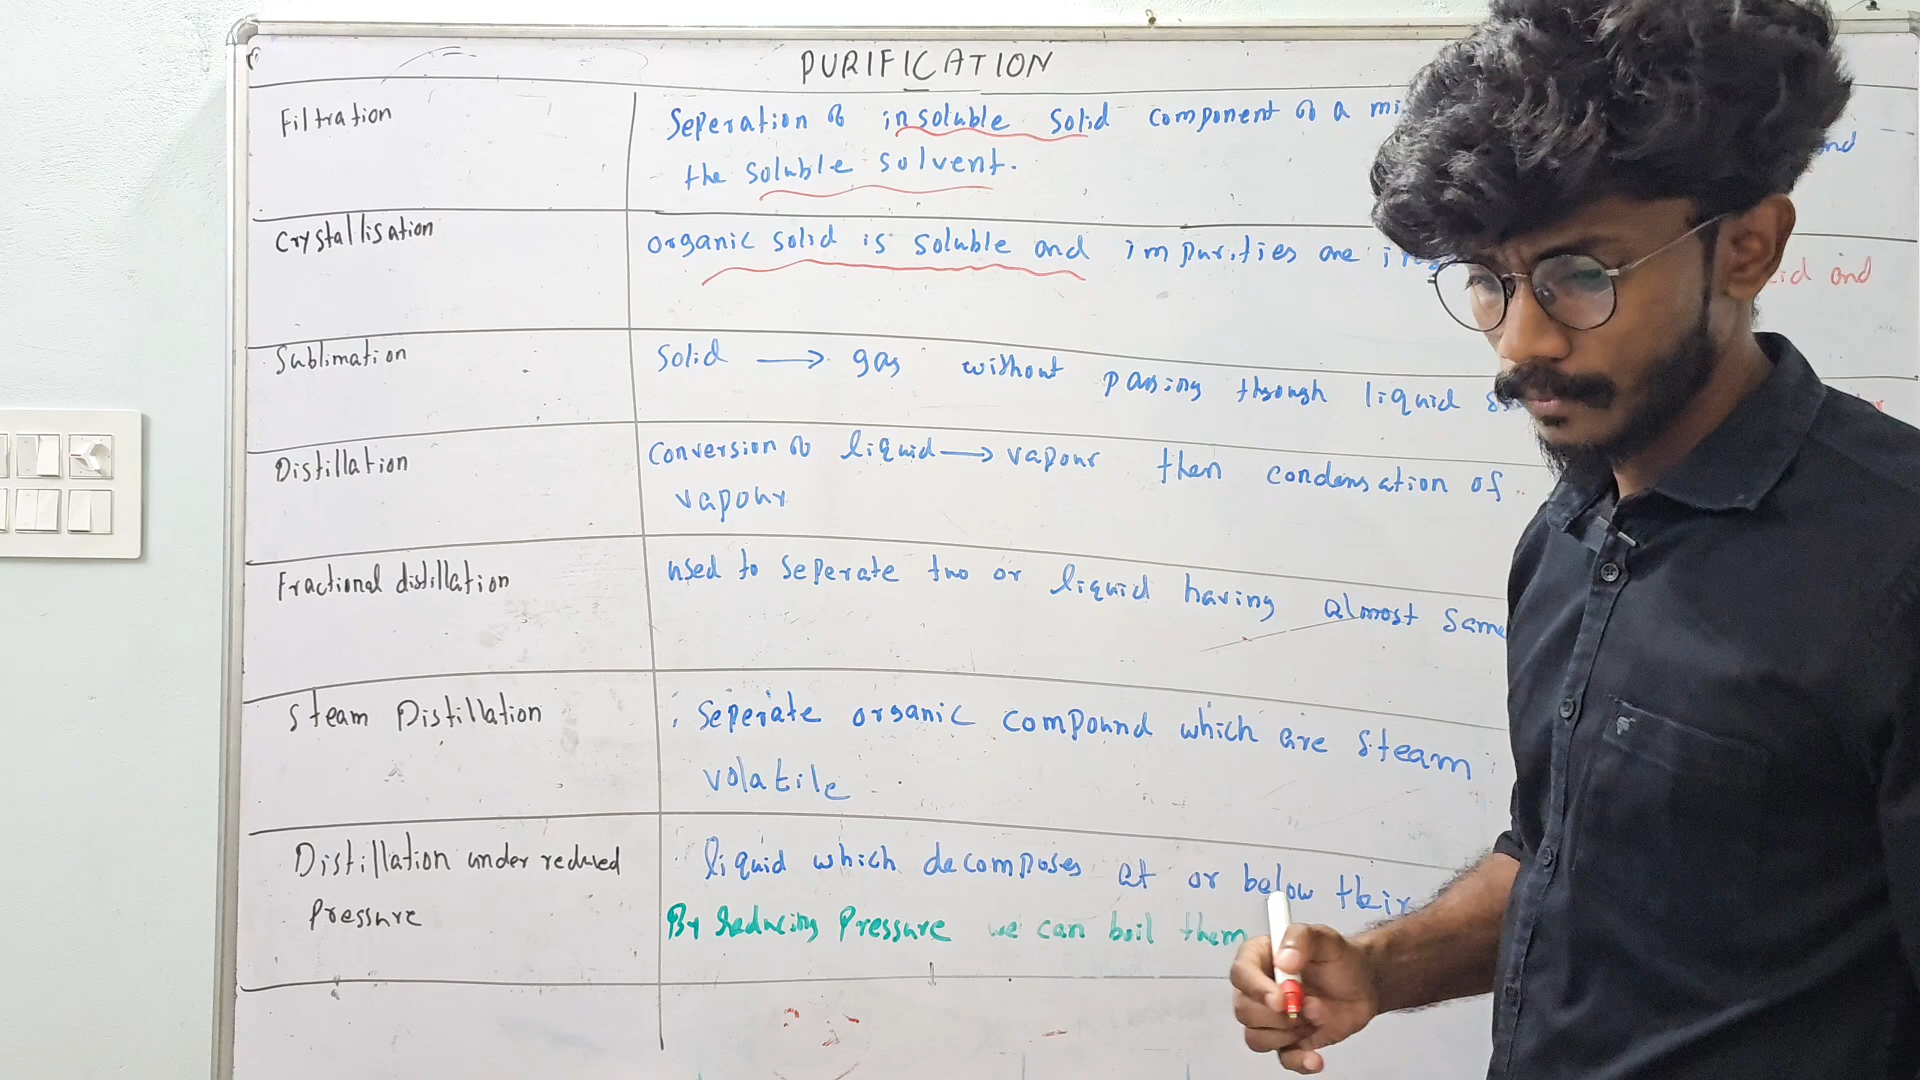 PURIFICATION
Filtration
Seperation of insoluble solid component of a mi
the soluble solvent.
nd
Crystallisation
organic solid is soluble and impurities are
id and
Sublimation
Solid → gas without passing through liquid s
Distillation
Conversion of liquid → vapour then condensation of
vapour
Fractional distillation
used to seperate two or liquid having almost same
Steam Distillation
Seperate organic compound which are steam
volatile
Distillation under reduced
Pressure
liquid which decomposes at or below their
By reducing Pressure we can boil them